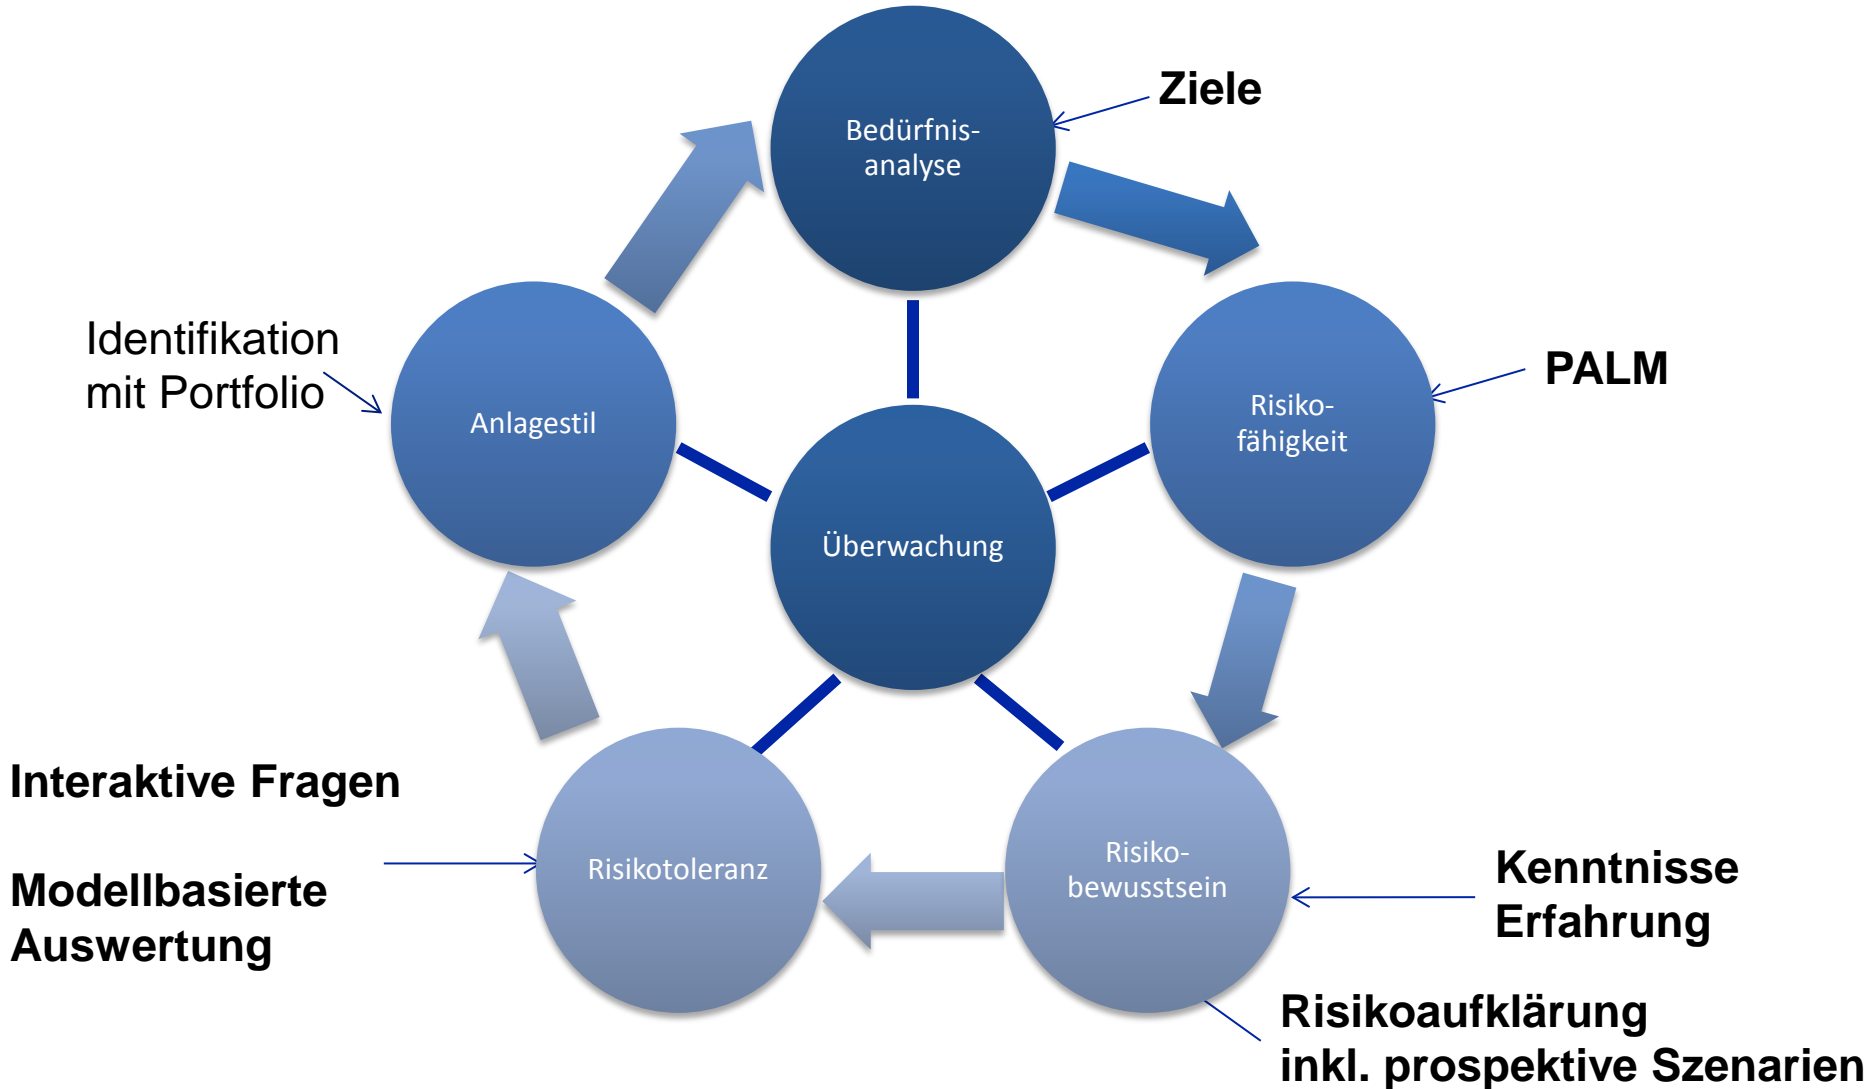 Bedürfnis-
analyse
Ziele
Risiko-
fähigkeit
PALM
Risiko-
bewusstsein
Kenntnisse
Erfahrung
Risikoaufklärung
inkl. prospektive Szenarien
Risikotoleranz
Interaktive Fragen
Modellbasierte
Auswertung
Anlagestil
Identifikation
mit Portfolio
Überwachung